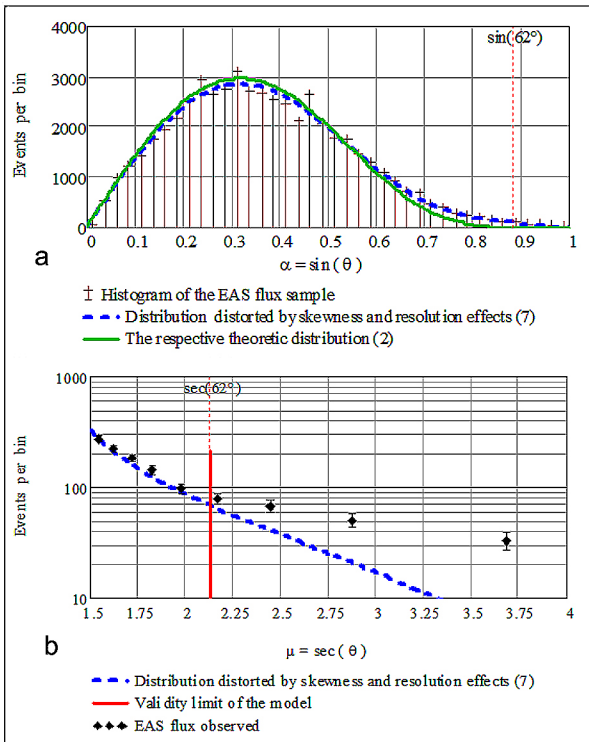 4000
3000
2000
1000
0
Events per bin
sin(62°)
0 0.1 0.2 0.3 0.4 0.5 0.6 0.7 0.8 0.9 1
α = sin ( θ )
a
Histogram of the EAS flux sample
Distribution distorted by skewness and resolution effects (7)
The respective theoretic distribution (2)
1000
100
10
Events per bin
sec(62°)
1.5 1.75 2 2.25 2.5 2.75 3 3.25 3.5 3.75 4
μ = sec ( θ )
b
Distribution distorted by skewness and resolution effects (7)
Validity limit of the model
EAS flux observed